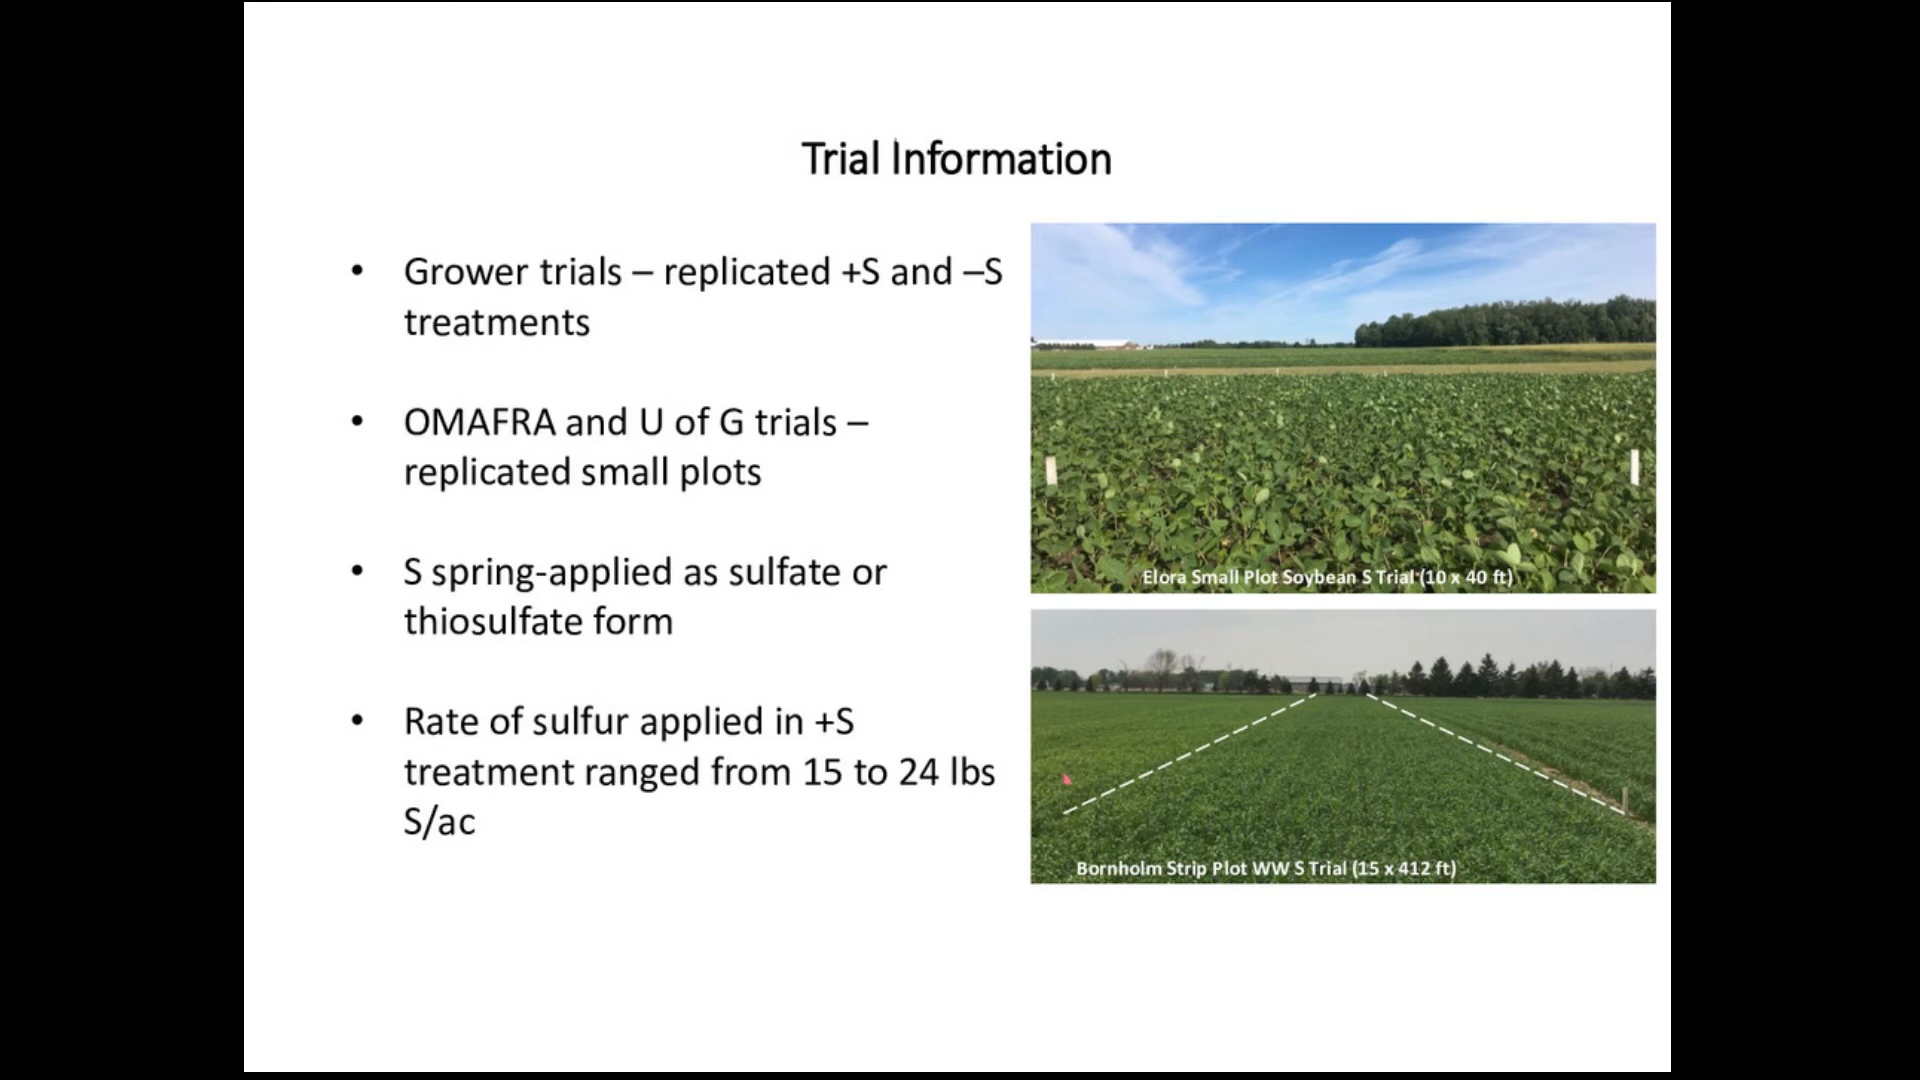 Trial Information
• Grower trials – replicated +S and –S
treatments
• OMAFRA and U of G trials –
replicated small plots
• S spring-applied as sulfate or
thiosulfate form
• Rate of sulfur applied in +S
treatment ranged from 15 to 24 lbs
S/ac
Elora Small Plot Soybean S Trial (10 x 40 ft)
Bornholm Strip Plot WW S Trial (15 x 412 ft)